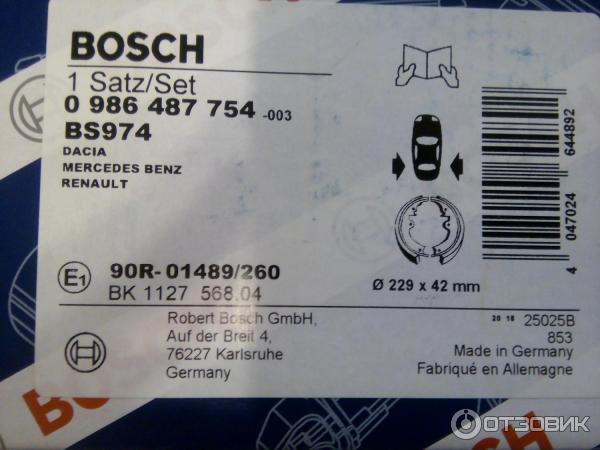 BOSCH
1 Satz/Set
0 986 487 754 -003
BS974
DACIA
MERCEDES BENZ
RENAULT
4 047024 644892
E1
90R- 01489/260
BK 1127 568.04
Ø 229 x 42 mm
Robert Bosch GmbH,
Auf der Breit 4,
76227 Karlsruhe
Germany
20 16 25025B
853
Made in Germany
Fabriqué en Allemagne
BOSCH
ОТЗОВИК